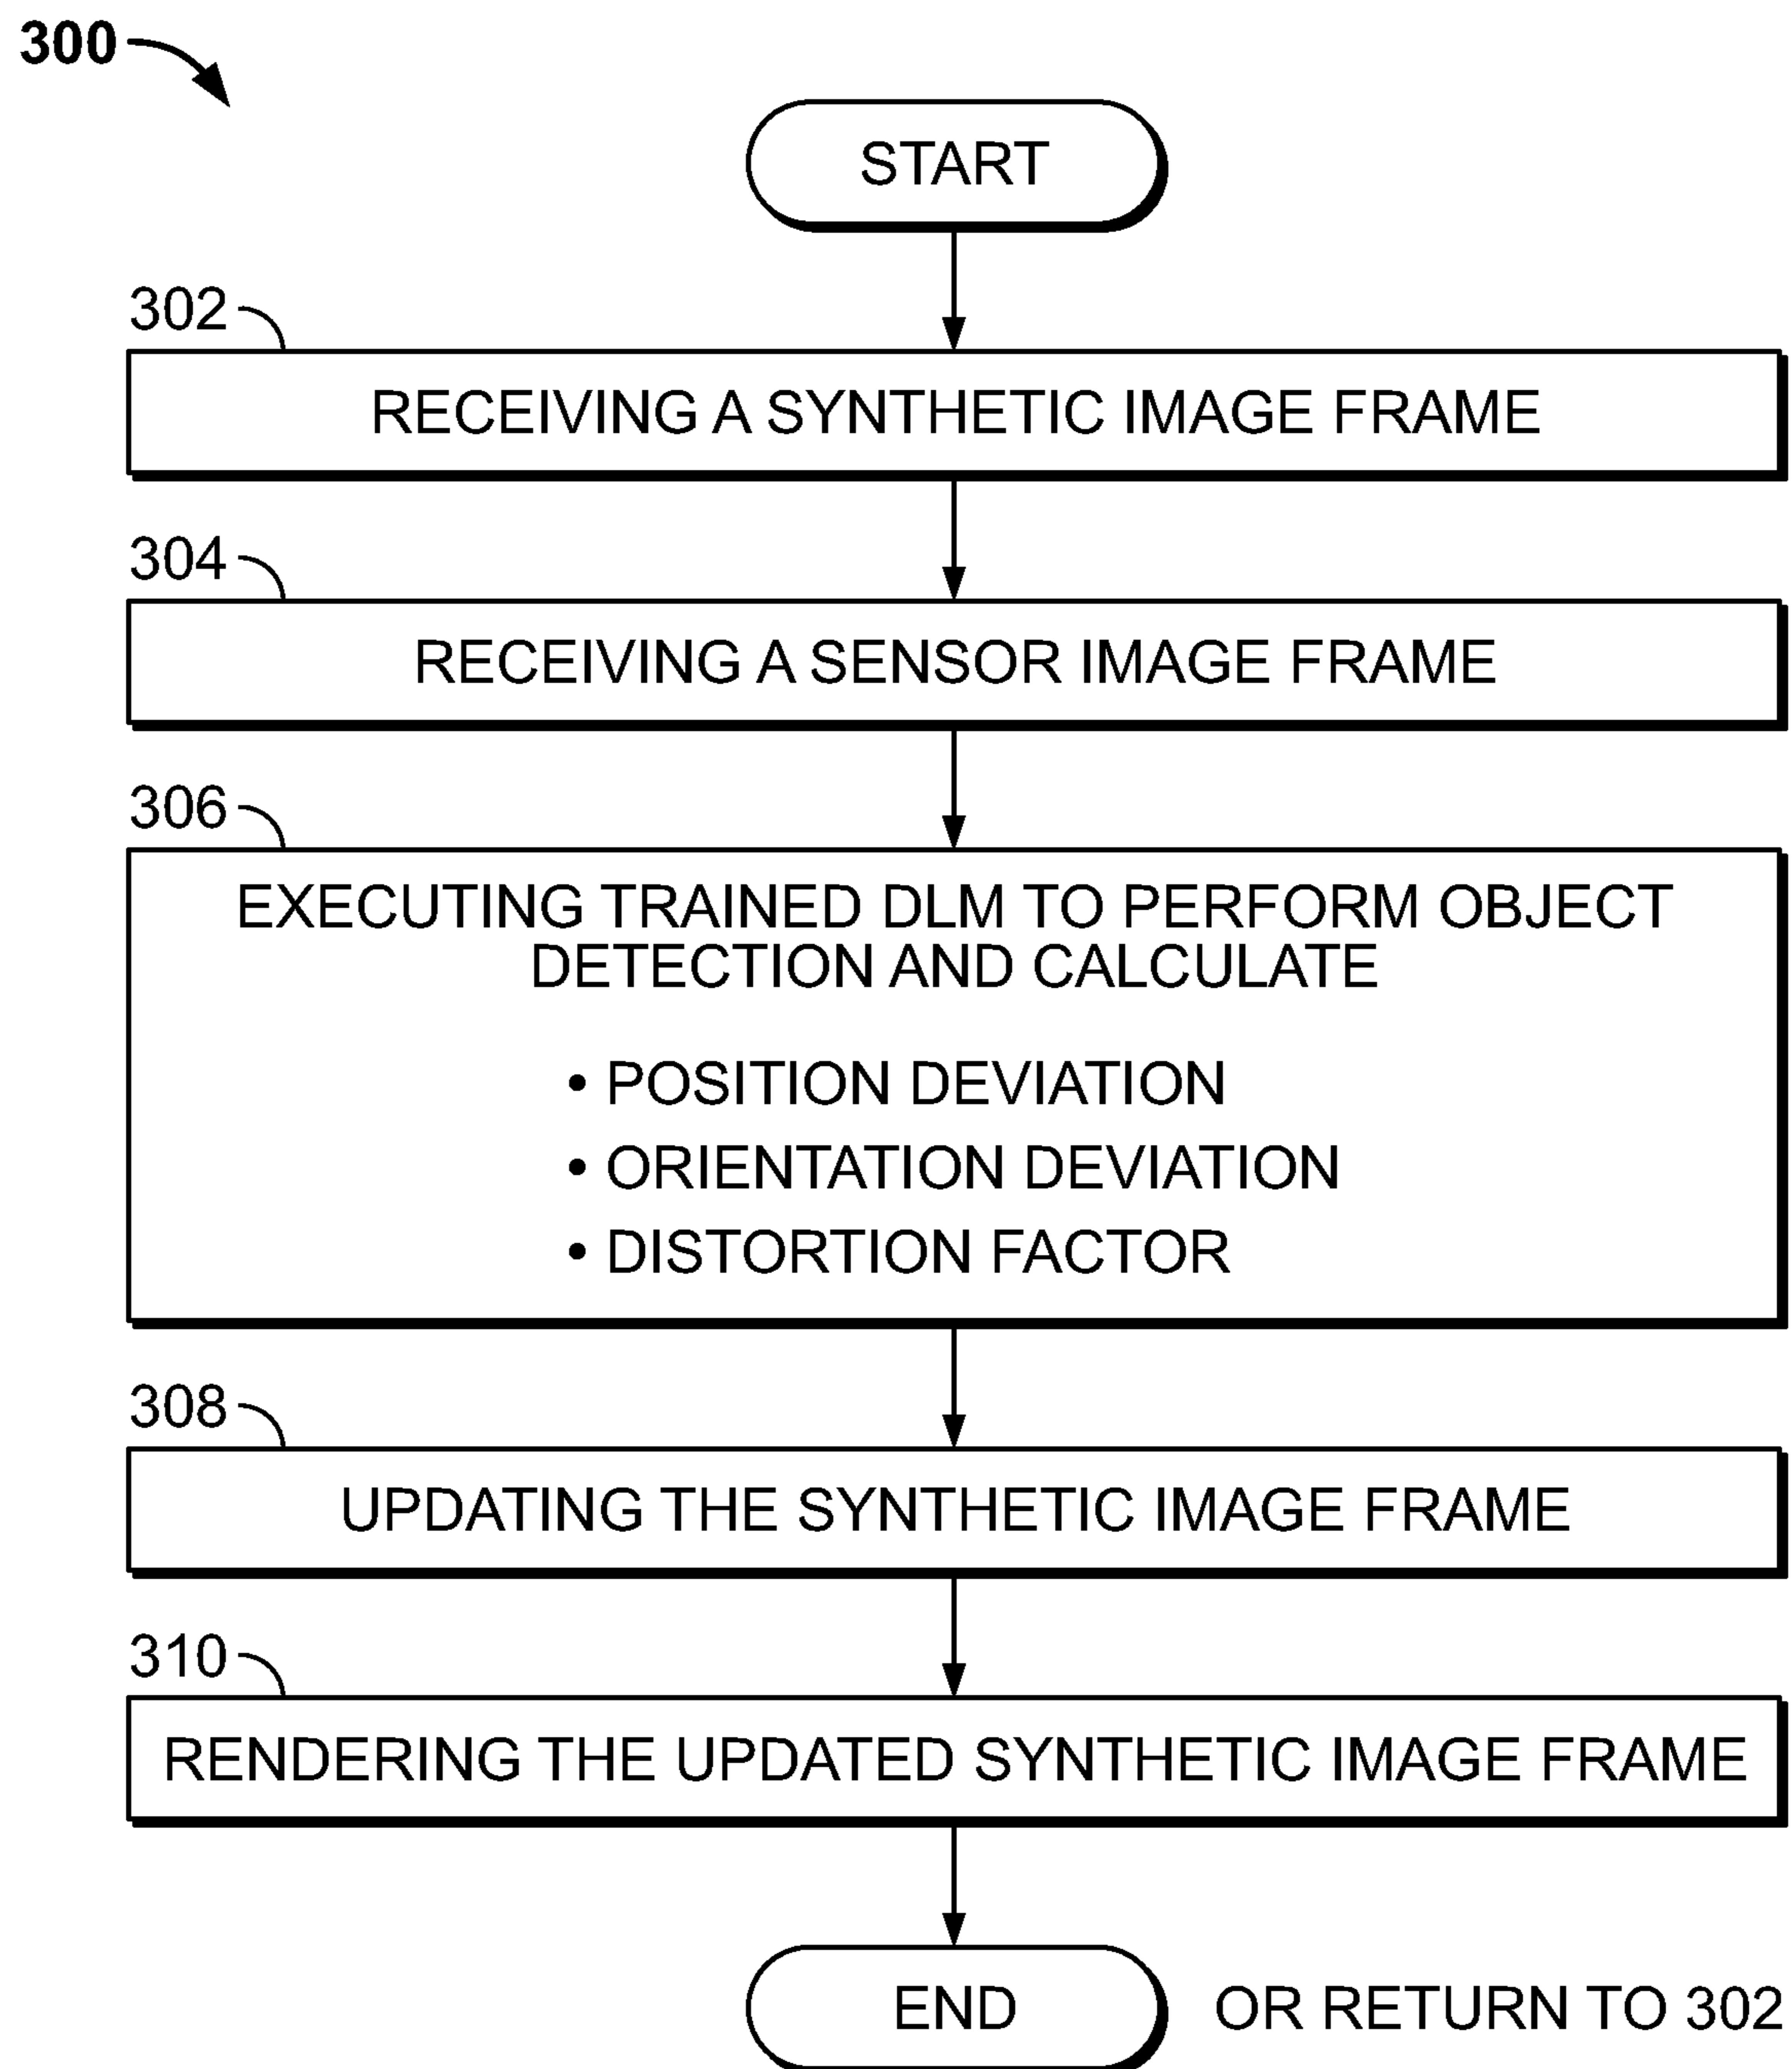 300
START
302
RECEIVING A SYNTHETIC IMAGE FRAME
304
RECEIVING A SENSOR IMAGE FRAME
306
EXECUTING TRAINED DLM TO PERFORM OBJECT
DETECTION AND CALCULATE
• POSITION DEVIATION
• ORIENTATION DEVIATION
• DISTORTION FACTOR
308
UPDATING THE SYNTHETIC IMAGE FRAME
310
RENDERING THE UPDATED SYNTHETIC IMAGE FRAME
END OR RETURN TO 302